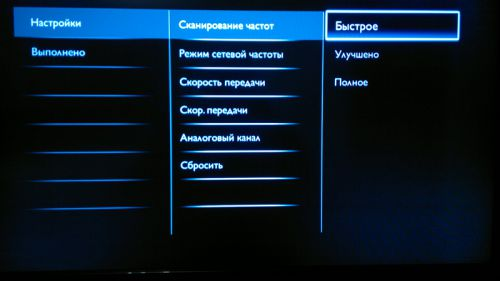 Настройки
Выполнено
Сканирование частот
Режим сетевой частоты
Скорость передачи
Скор. передачи
Аналоговый канал
Сбросить
Быстрое
Улучшено
Полное